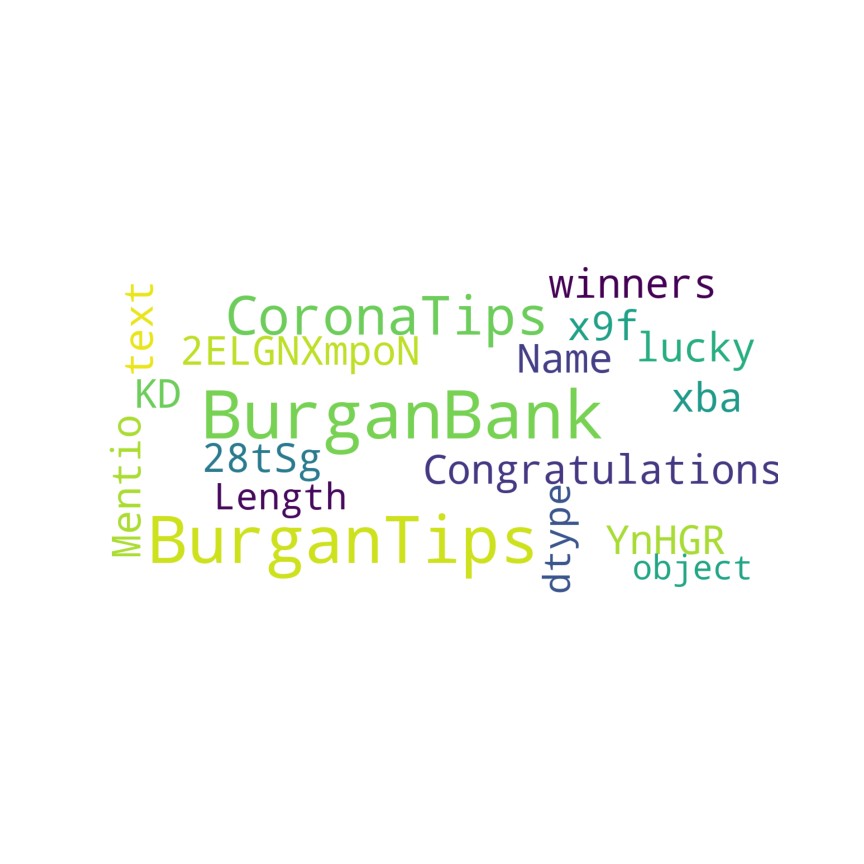 winners
CoronaTips
x9f
text
lucky
2ELGNXmpoN
Name
KD
xba
BurganBank
Mentio
28tSg
Congratulations
Length
BurganTips
dtype
YnHGR
object